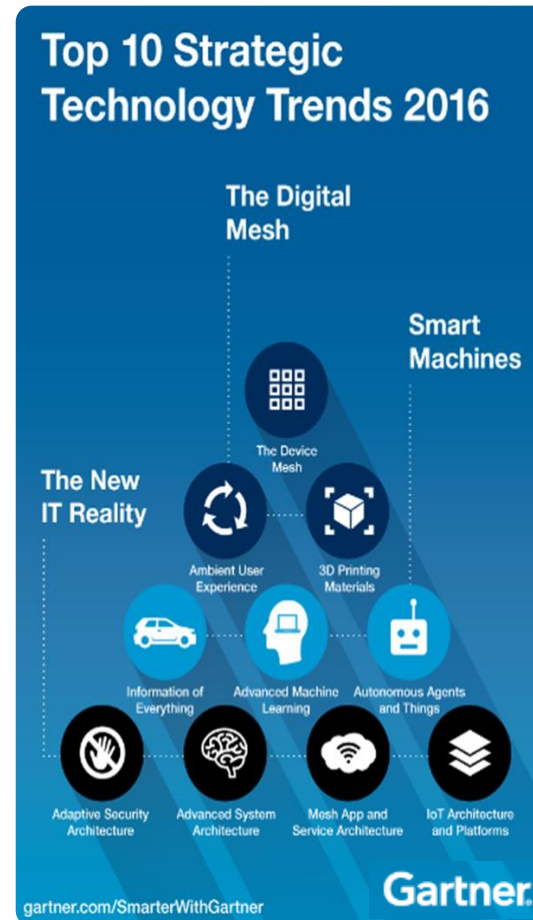 Top 10 Strategic
Technology Trends 2016
The Digital
Mesh
Smart
Machines
The Device
Mesh
The New
IT Reality
Ambient User
Experience
3D Printing
Materials
Information of
Everything
Advanced Machine
Learning
Autonomous Agents
and Things
Adaptive Security
Architecture
Advanced System
Architecture
Mesh App and
Service Architecture
IoT Architecture
and Platforms
gartner.com/SmarterWithGartner
Gartner